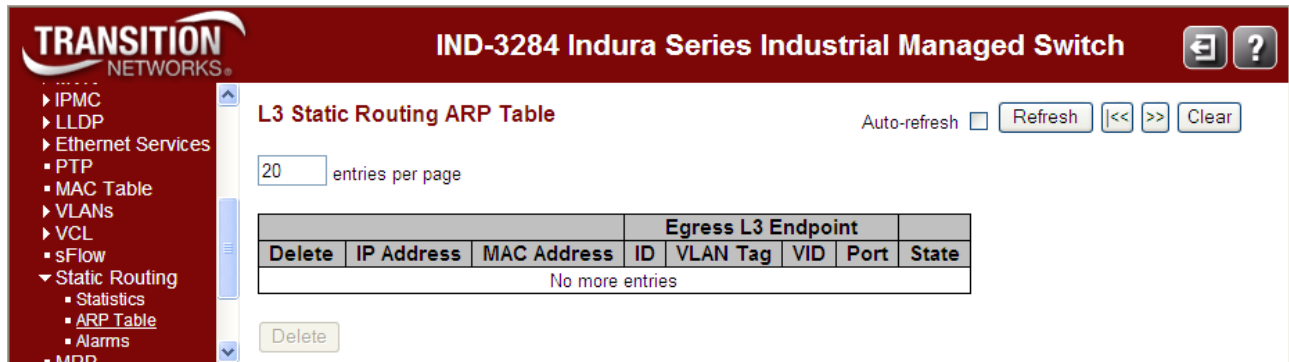 TRANSITION
NETWORKS®
IND-3284 Indura Series Industrial Managed Switch
?
IPMC
LLDP
Ethernet Services
PTP
MAC Table
VLANs
VCL
sFlow
Static Routing
Statistics
ARP Table
Alarms
L3 Static Routing ARP Table
Auto-refresh Refresh |<< >> Clear
20 entries per page
Egress L3 Endpoint
Delete IP Address MAC Address ID VLAN Tag VID Port State
No more entries
Delete